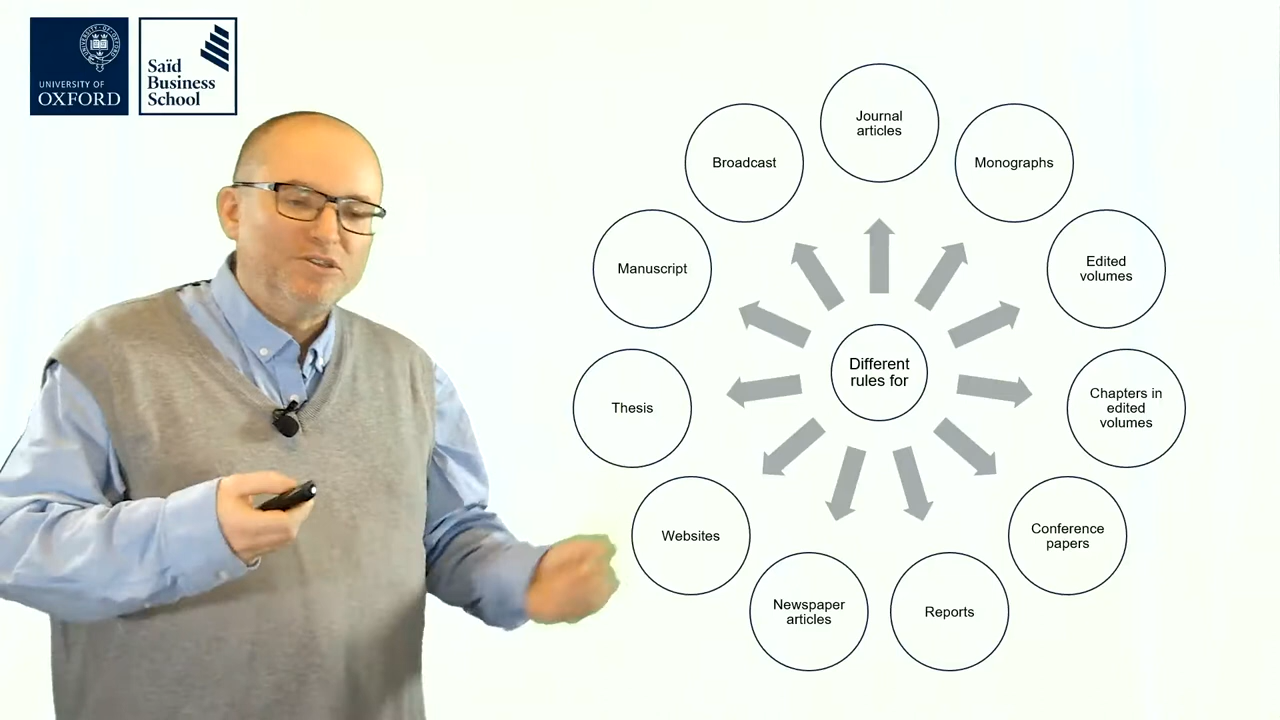 UNIVERSITY OF
OXFORD
Saïd
Business
School
Journal
articles
Broadcast
Monographs
Manuscript
Edited
volumes
Different
rules for
Thesis
Chapters in
edited
volumes
Websites
Conference
papers
Newspaper
articles
Reports